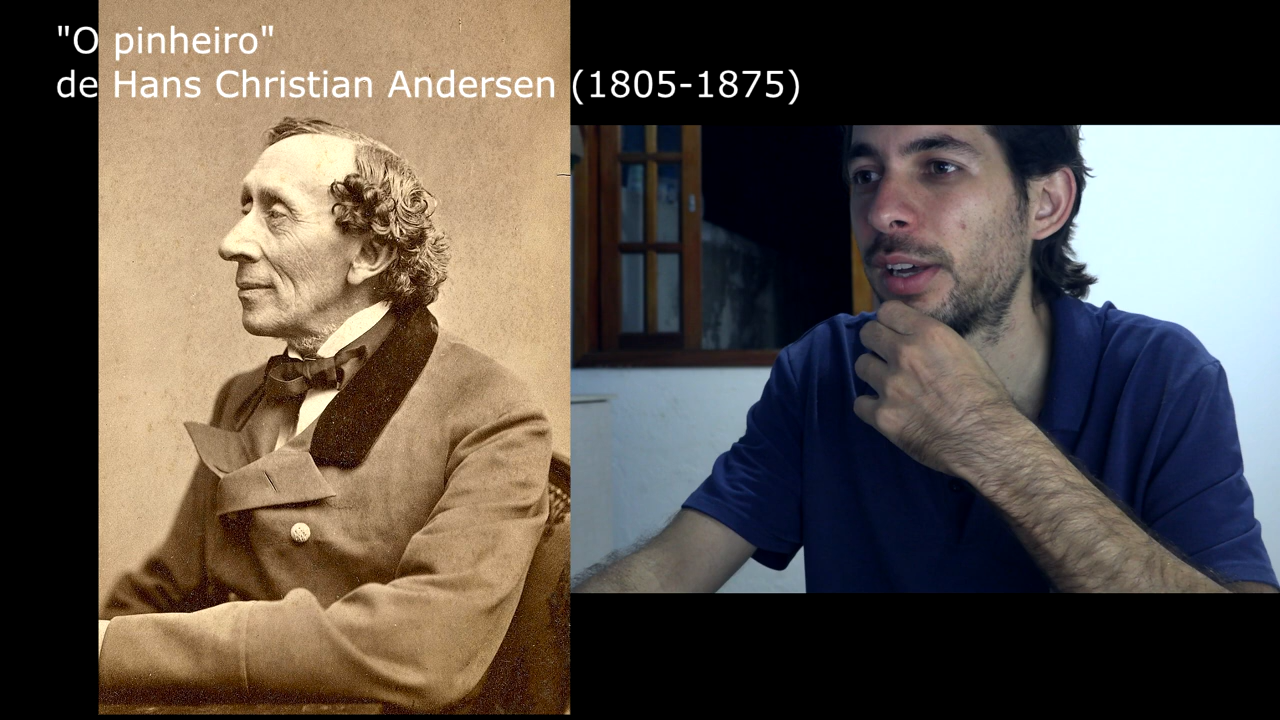 "O pinheiro"
de Hans Christian Andersen (1805-1875)